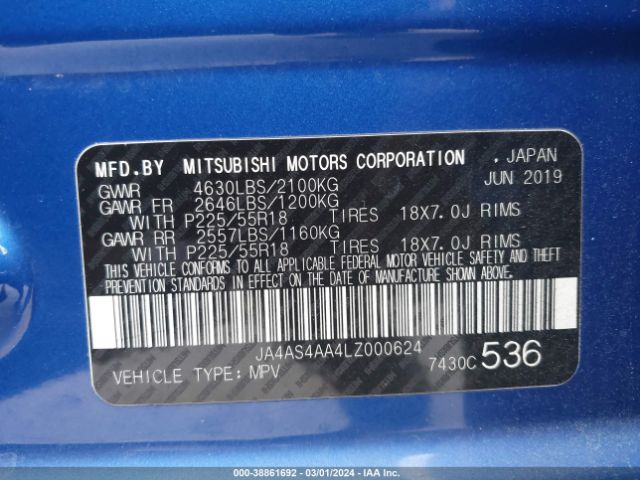 MFD.BY MITSUBISHI MOTORS CORPORATION . JAPAN
GVWR 4630LBS/2100KG JUN 2019
GAWR FR 2646LBS/1200KG
WITH P225/55R18 TIRES 18X7.0J RIMS
GAWR RR 2557LBS/1160KG
WITH P225/55R18 TIRES 18X7.0J RIMS
THIS VEHICLE CONFORMS TO ALL APPLICABLE FEDERAL MOTOR VEHICLE SAFETY AND THEFT
PREVENTION STANDARDS IN EFFECT ON THE DATE OF MANUFACTURE SHOWN ABOVE.
JA4AS4AA4LZ000624
VEHICLE TYPE: MPV 7430C 536
000-38861692 - 03/01/2024 - IAAI.COM